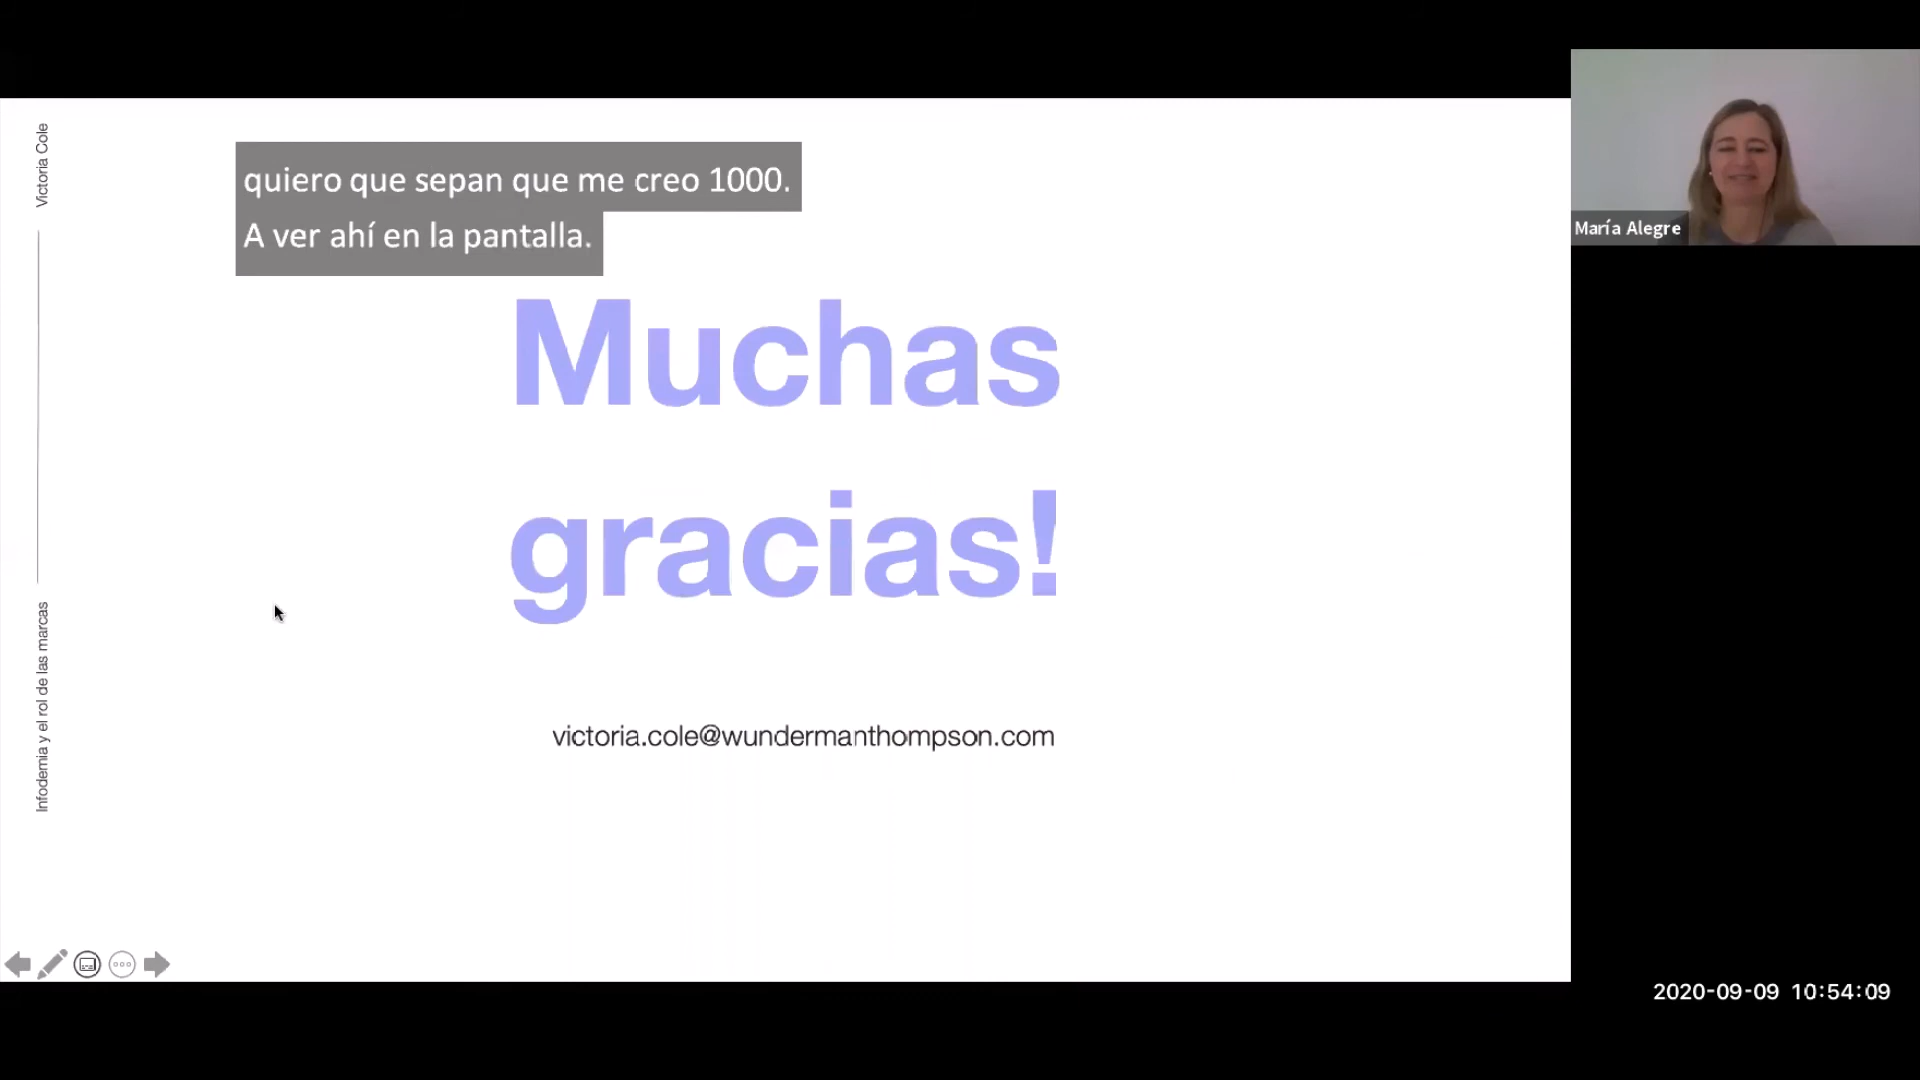 Victoria Cole
Infodemia y el rol de las marcas
quiero que sepan que me creo 1000.
A ver ahí en la pantalla.
Muchas
gracias!
victoria.cole@wundermanthompson.com
María Alegre
2020-09-09 10:54:09